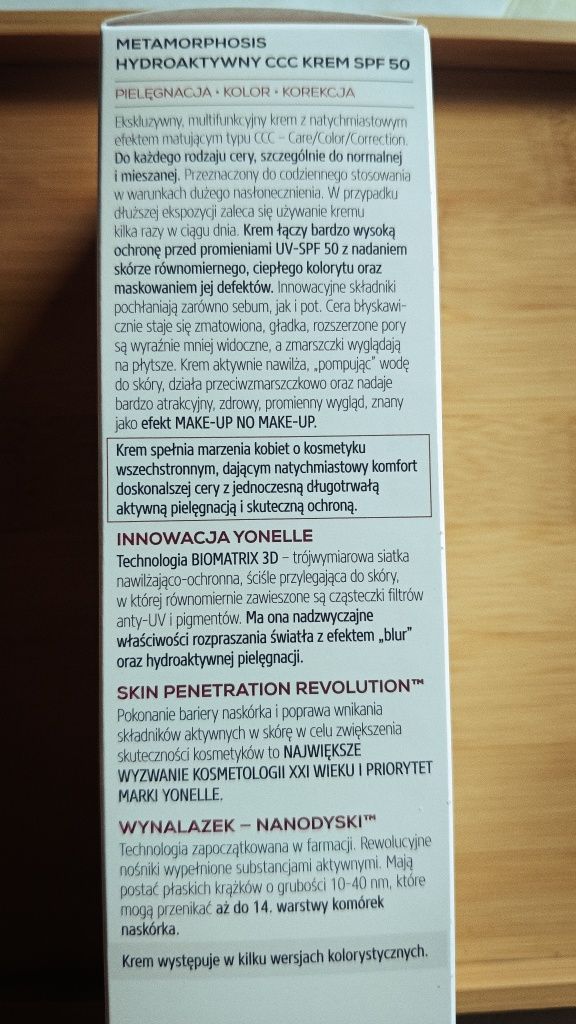 METAMORPHOSIS
HYDROAKTYWNY CCC KREM SPF 50
PIELĘGNACJA • KOLOR • KOREKCJA
Ekskluzywny, multifunkcyjny krem z natychmiastowym
efektem matującym typu CCC – Care/Color/Correction.
Do każdego rodzaju cery, szczególnie do normalnej
i mieszanej. Przeznaczony do codziennego stosowania
w warunkach dużego nasłonecznienia. W przypadku
dłuższej ekspozycji zaleca się używanie kremu
kilka razy w ciągu dnia. Krem łączy bardzo wysoką
ochronę przed promieniami UV-SPF 50 z nadaniem
skórze równomiernego, ciepłego kolorytu oraz
maskowaniem jej defektów. Innowacyjne składniki
pochłaniają zarówno sebum, jak i pot. Cera błyskawi-
cznie staje się zmatowiona, gładka, rozszerzone pory
są wyraźnie mniej widoczne, a zmarszczki wyglądają
na płytsze. Krem aktywnie nawilża, „pompując" wodę
do skóry, działa przeciwzmarszczkowo oraz nadaje
bardzo atrakcyjny, zdrowy, promienny wygląd, znany
jako efekt MAKE-UP NO MAKE-UP.
Krem spełnia marzenia kobiet o kosmetyku
wszechstronnym, dającym natychmiastowy komfort
doskonalszej cery z jednoczesną długotrwałą
aktywną pielęgnacją i skuteczną ochroną.
INNOWACJA YONELLE
Technologia BIOMATRIX 3D – trójwymiarowa siatka
nawilżająco-ochronna, ściśle przylegająca do skóry,
w której równomiernie zawieszone są cząsteczki filtrów
anty-UV i pigmentów. Ma ona nadzwyczajne
właściwości rozpraszania światła z efektem „blur"
oraz hydroaktywnej pielęgnacji.
SKIN PENETRATION REVOLUTION™
Pokonanie bariery naskórka i poprawa wnikania
składników aktywnych w skórę w celu zwiększenia
skuteczności kosmetyków to NAJWIĘKSZE
WYZWANIE KOSMETOLOGII XXI WIEKU I PRIORYTET
MARKI YONELLE.
WYNALAZEK – NANODYSKI™
Technologia zapoczątkowana w farmacji. Rewolucyjne
nośniki wypełnione substancjami aktywnymi. Mają
postać płaskich krążków o grubości 10-40 nm, które
mogą przenikać aż do 14. warstwy komórek
naskórka.
Krem występuje w kilku wersjach kolorystycznych.